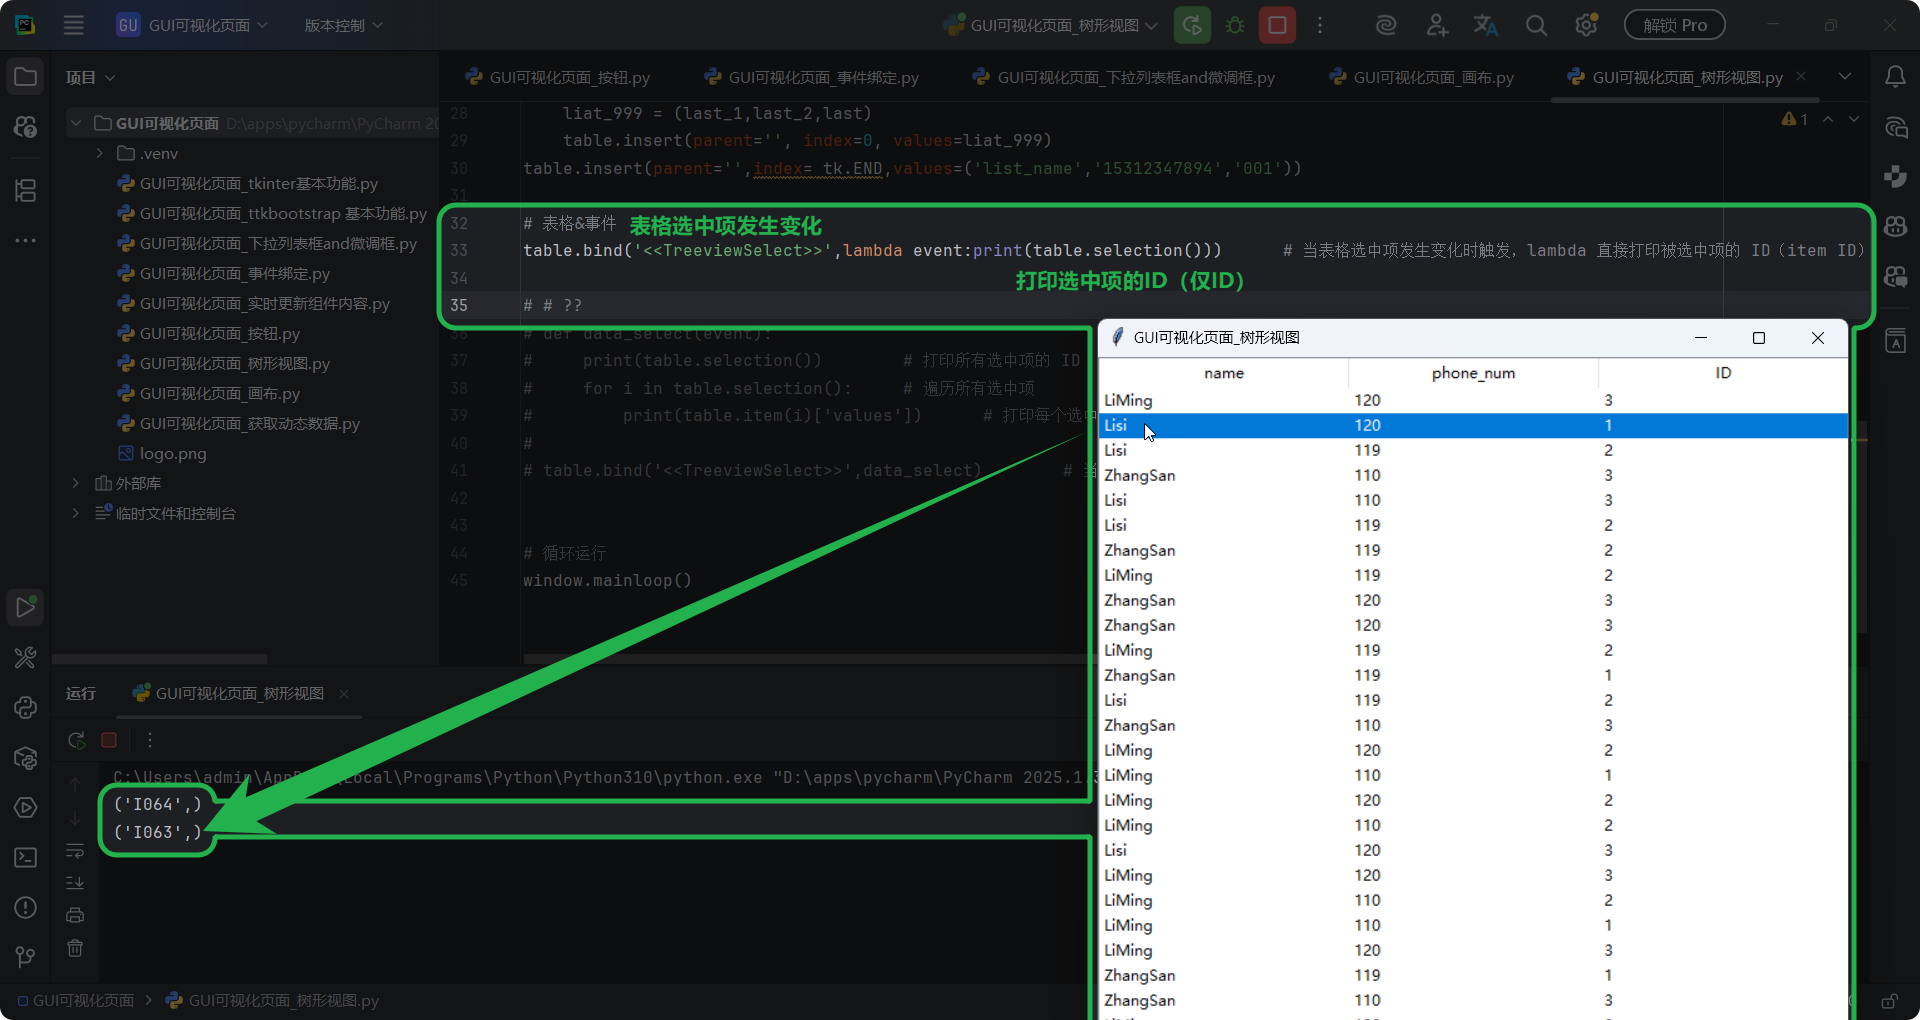 GU GUI可视化页面 版本控制 GUI可视化页面_树形视图 解锁 Pro
项目
GUI可视化页面_按钮.py GUI可视化页面_事件绑定.py GUI可视化页面_下拉列表框and微调框.py GUI可视化页面_画布.py GUI可视化页面_树形视图.py
GUI可视化页面 D:\apps\pycharm\PyCharm 20
.venv
GUI可视化页面_tkinter基本功能.py
GUI可视化页面_ttkbootstrap 基本功能.py
GUI可视化页面_下拉列表框and微调框.py
GUI可视化页面_事件绑定.py
GUI可视化页面_实时更新组件内容.py
GUI可视化页面_按钮.py
GUI可视化页面_树形视图.py
GUI可视化页面_画布.py
GUI可视化页面_获取动态数据.py
logo.png
外部库
临时文件和控制台
1
28 liat_999 = (last_1,last_2,last)
29 table.insert(parent='', index=0, values=liat_999)
30 table.insert(parent='',index= tk.END,values=('list_name','15312347894','001'))
31
32 # 表格&事件 表格选中项发生变化
33 table.bind('<<TreeviewSelect>>',lambda event:print(table.selection())) # 当表格选中项发生变化时触发，lambda 直接打印被选中项的 ID（item ID）
34 打印选中项的ID（仅ID）
35 # # ??
36 # def data_select(event):
37 # print(table.selection()) # 打印所有选中项的 ID
38 # for i in table.selection(): # 遍历所有选中项
39 # print(table.item(i)['values']) # 打印每个选中
40 #
41 # table.bind('<<TreeviewSelect>>',data_select) # 当
42
43
44 # 循环运行
45 window.mainloop()
GUI可视化页面_树形视图
name phone_num ID
LiMing 120 3
Lisi 120 1
Lisi 119 2
ZhangSan 110 3
Lisi 110 3
Lisi 119 2
ZhangSan 119 2
LiMing 119 2
ZhangSan 120 3
ZhangSan 120 3
LiMing 119 2
ZhangSan 119 1
Lisi 119 2
ZhangSan 110 3
LiMing 120 2
LiMing 110 1
LiMing 120 2
LiMing 110 2
Lisi 120 3
LiMing 120 3
LiMing 110 2
LiMing 110 1
LiMing 120 3
ZhangSan 119 1
ZhangSan 110 3
运行 GUI可视化页面_树形视图
C:\Users\admin\AppD Local\Programs\Python\Python310\python.exe "D:\apps\pycharm\PyCharm 2025.1.3
('I064',)
('I063',)
GUI可视化页面 GUI可视化页面_树形视图.py